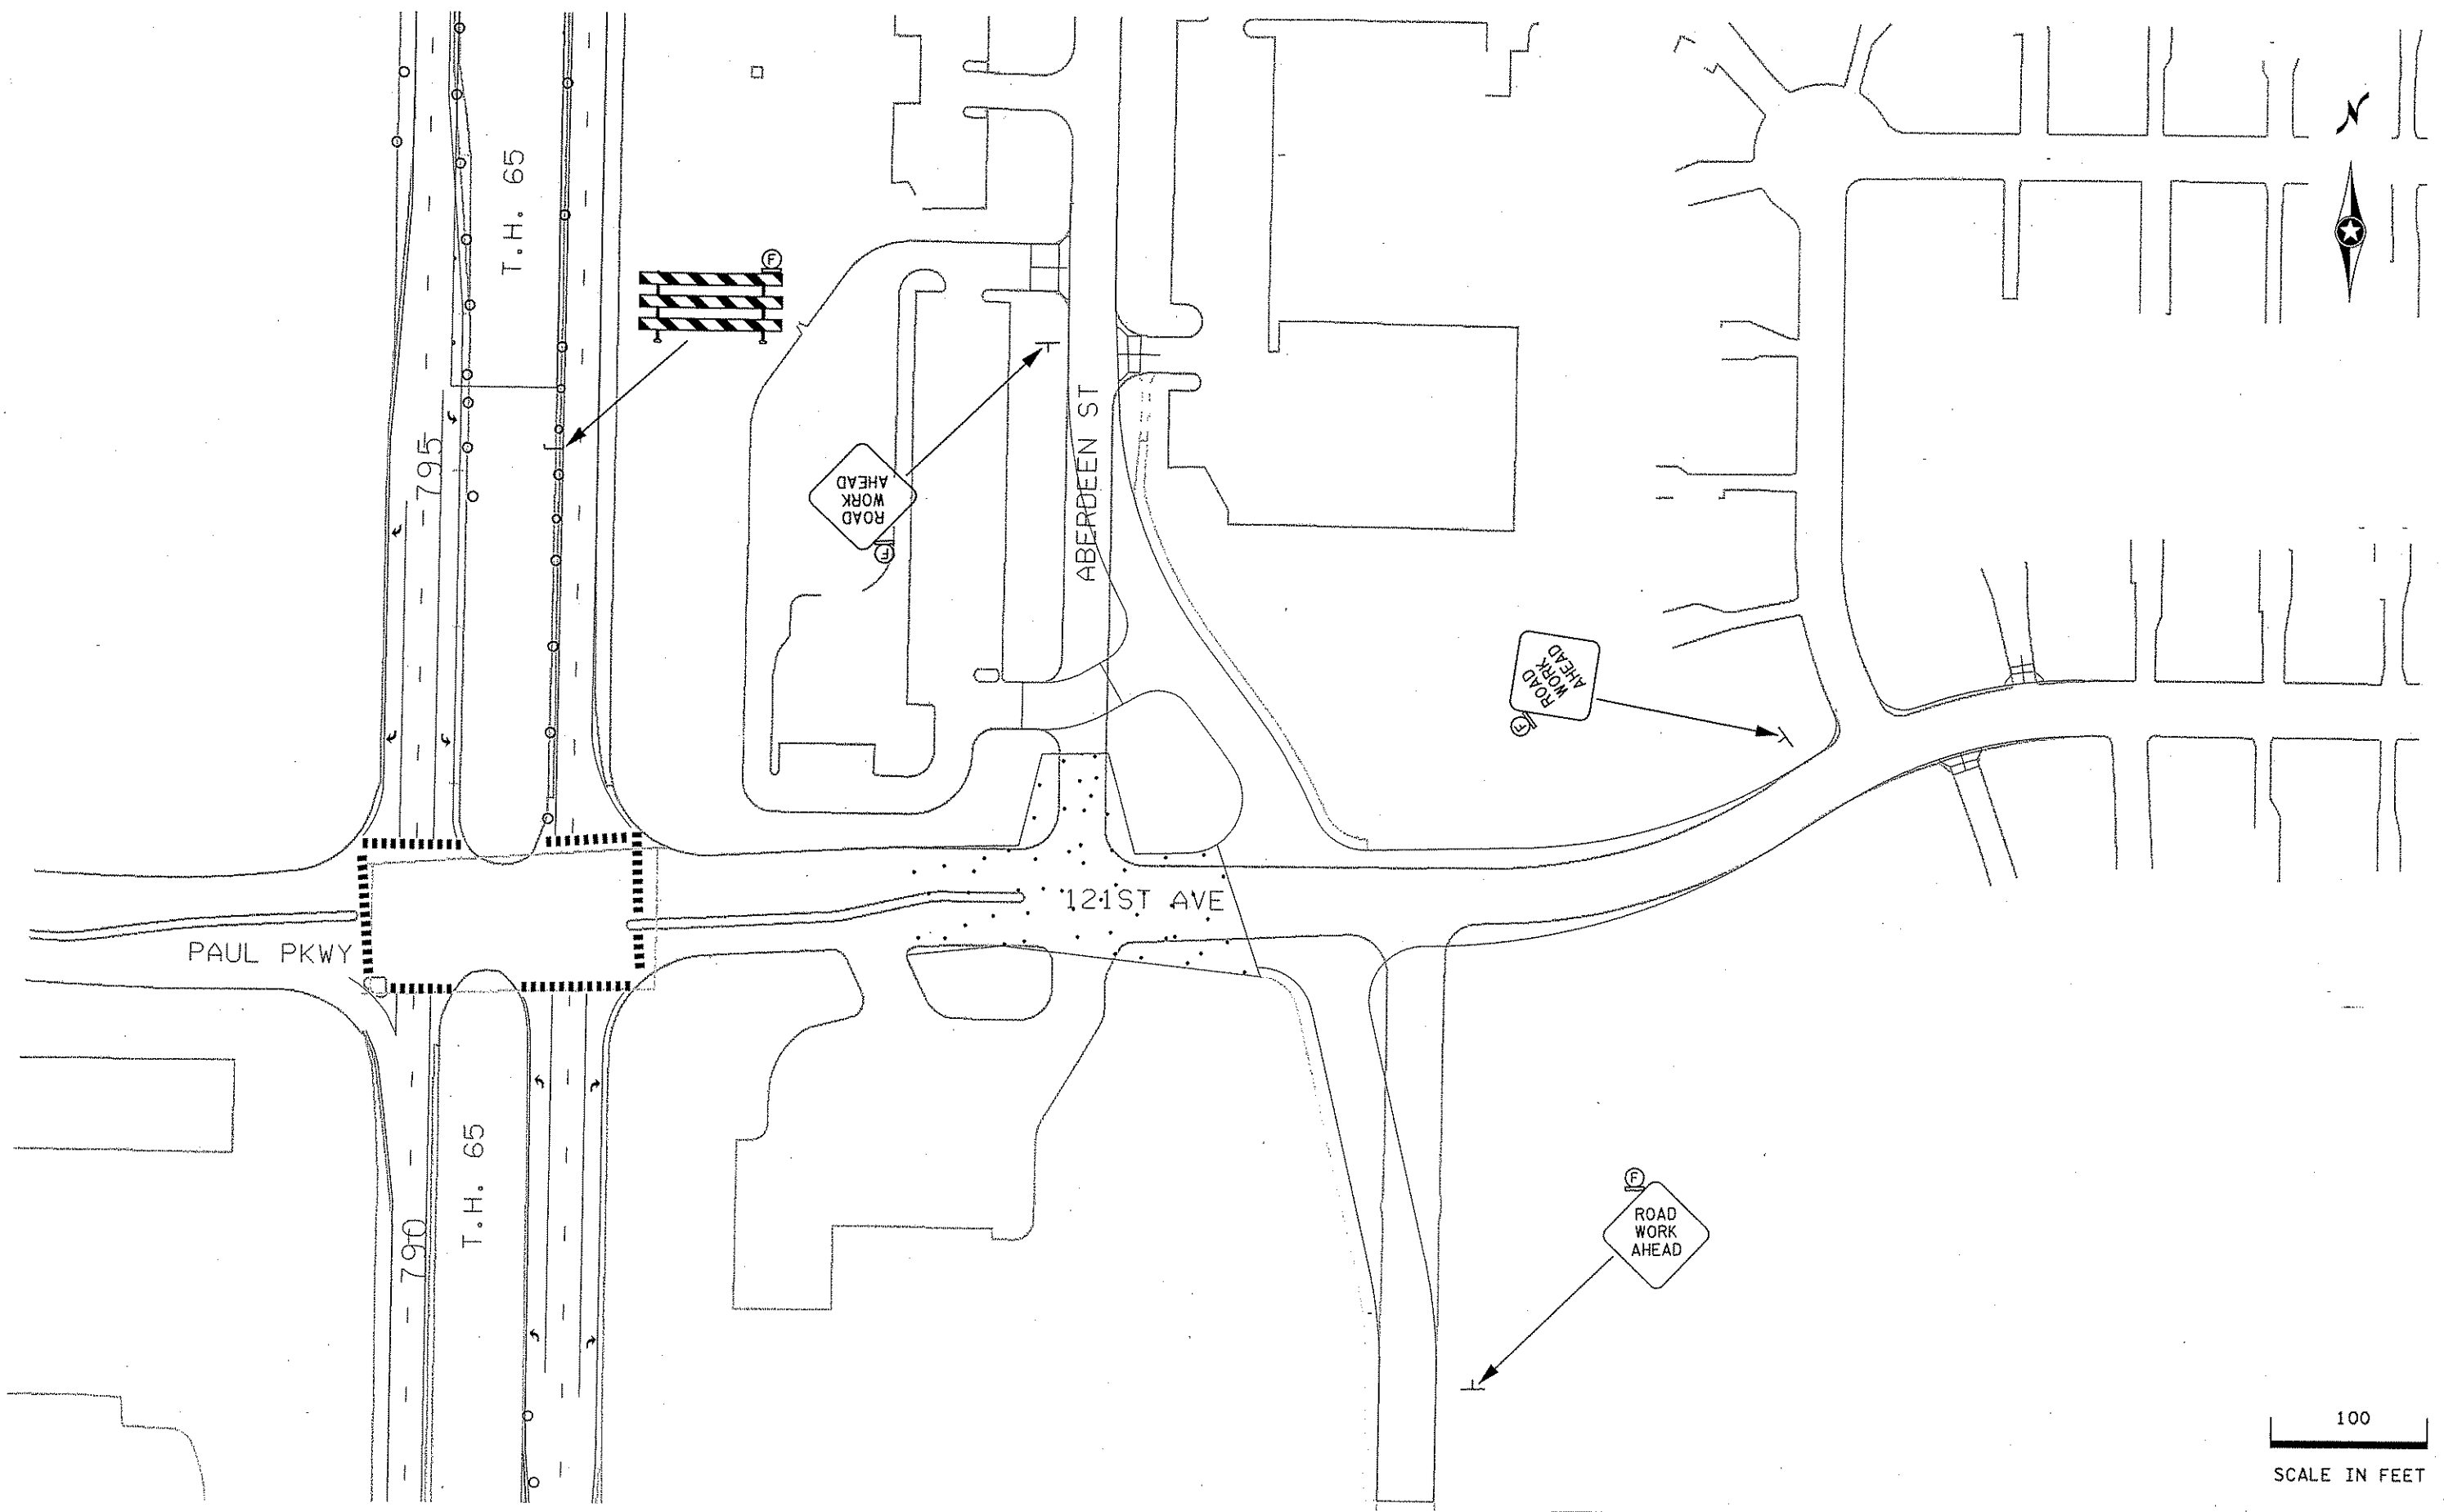 N
T.H. 65
F
795
ROAD
WORK
AHEAD
F
ABERDEEN ST
ROAD
WORK
AHEAD
F
121ST AVE
PAUL PKWY
T.H. 65
790
F
ROAD
WORK
AHEAD
100
SCALE IN FEET